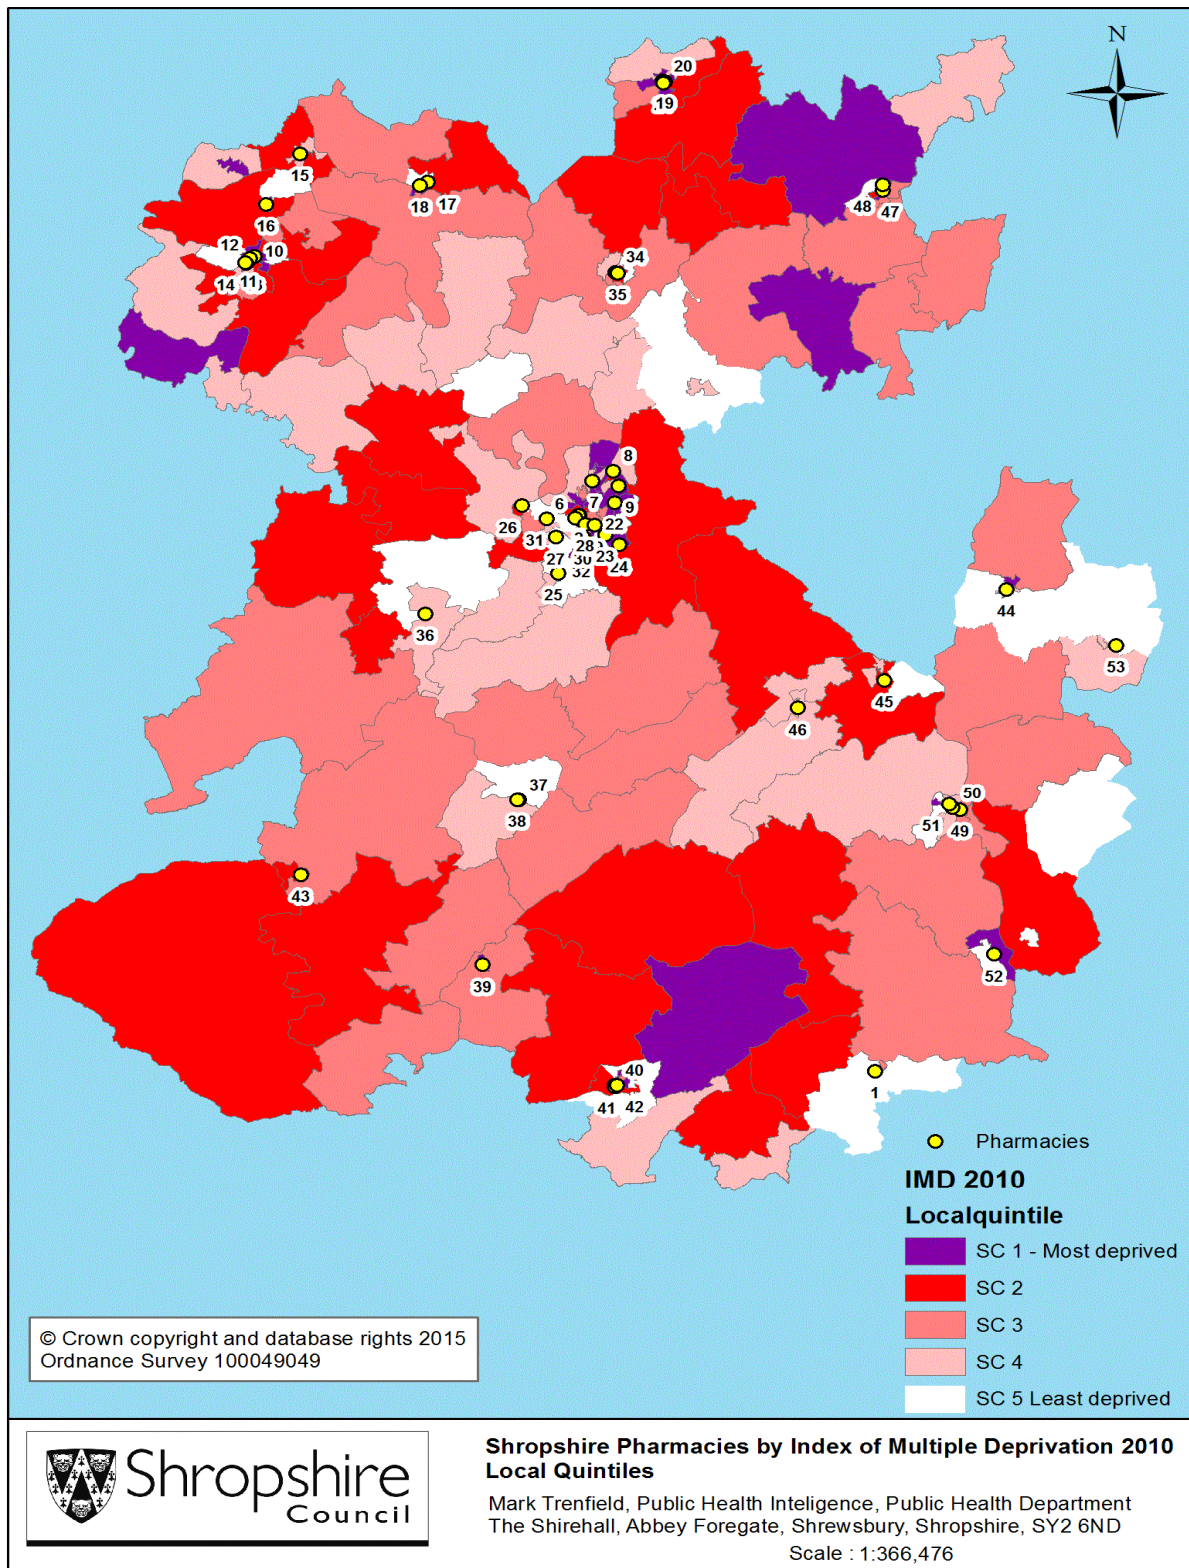 N
20
19
15
18
17
48
47
16
12
10
14
11
34
35
8
6
7
9
26
22
31
28
23
27
30
24
32
25
36
44
53
45
46
37
38
50
51
49
43
39
52
40
41
42
1
Pharmacies
IMD 2010
Localquintile
SC 1 - Most deprived
SC 2
SC 3
SC 4
SC 5 Least deprived
© Crown copyright and database rights 2015
Ordnance Survey 100049049
Shropshire
Council
Shropshire Pharmacies by Index of Multiple Deprivation 2010
Local Quintiles
Mark Trenfield, Public Health Inteligence, Public Health Department
The Shirehall, Abbey Foregate, Shrewsbury, Shropshire, SY2 6ND
Scale : 1:366,476